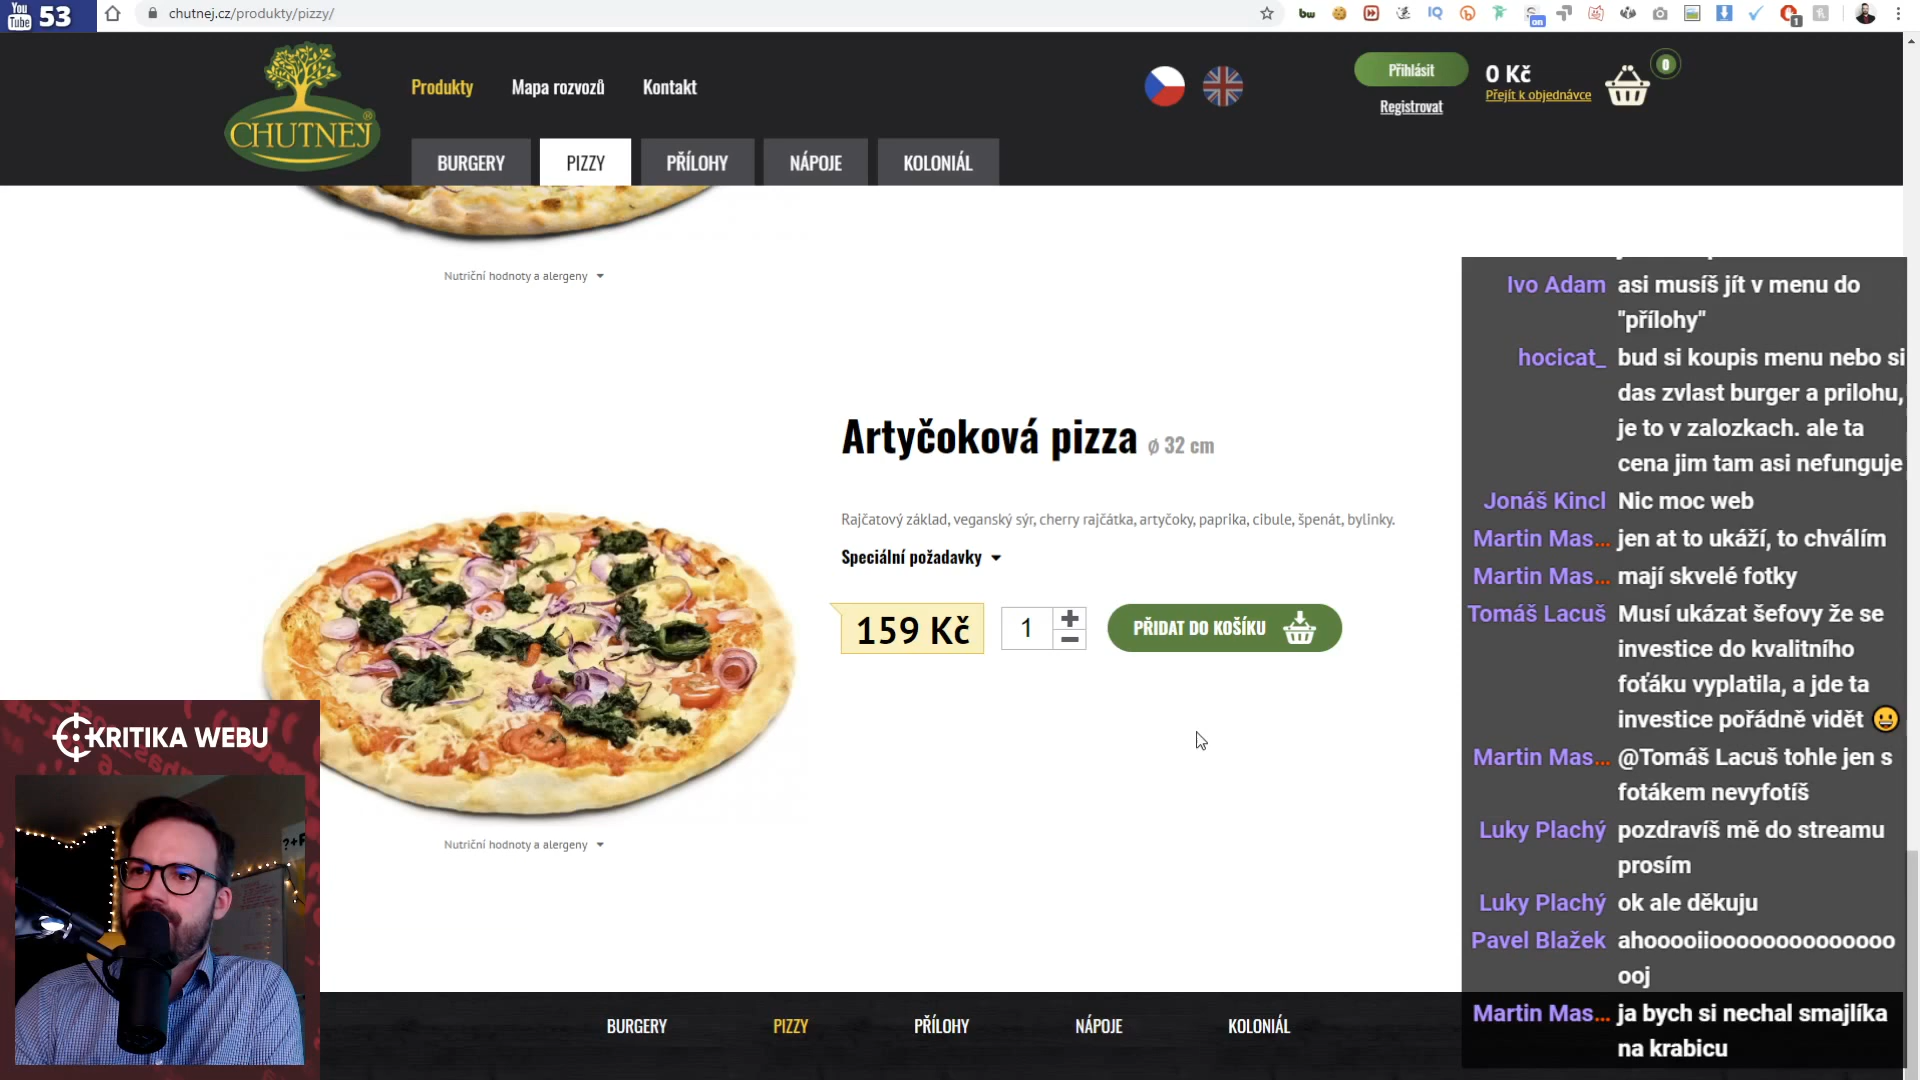 You
Tube
53
chutnej.cz/produkty/pizzy/
CHUTNEJ®
Produkty
Mapa rozvozů
Kontakt
Přihlásit
Registrovat
0 Kč
Přejít k objednávce
0
BURGERY
PIZZY
PŘÍLOHY
NÁPOJE
KOLONIÁL
Nutriční hodnoty a alergeny
Artyčoková pizza ø 32 cm
Rajčatový základ, veganský sýr, cherry rajčátka, artyčoky, paprika, cibule, špenát, bylinky.
Speciální požadavky
159 Kč
1
PŘIDAT DO KOŠÍKU
Nutriční hodnoty a alergeny
BURGERY
PIZZY
PŘÍLOHY
NÁPOJE
KOLONIÁL
KRITIKA WEBU
Ivo Adam asi musíš jít v menu do
"přílohy"
hocicat_ bud si koupis menu nebo si
das zvlast burger a prilohu,
je to v zalozkach. ale ta
cena jim tam asi nefunguje
Jonáš Kincl Nic moc web
Martin Mas... jen at to ukáží, to chválím
Martin Mas... mají skvelé fotky
Tomáš Lacuš Musí ukázat šefovy že se
investice do kvalitního
foťáku vyplatila, a jde ta
investice pořádně vidět 😀
Martin Mas... @Tomáš Lacuš tohle jen s
fotákem nevyfotíš
Luky Plachý pozdravíš mě do streamu
prosím
Luky Plachý ok ale děkuju
Pavel Blažek ahooooiioooooooooooooo
ooj
Martin Mas... ja bych si nechal smajlíka
na krabicu